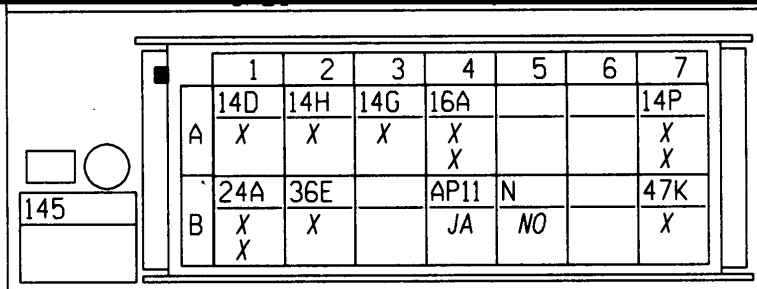 1 2 3 4 5 6 7
A 14D 14H 14G 16A 14P
X X X X X
X X
B 24A 36E AP11 N 47K
X X JA NO X
X
145